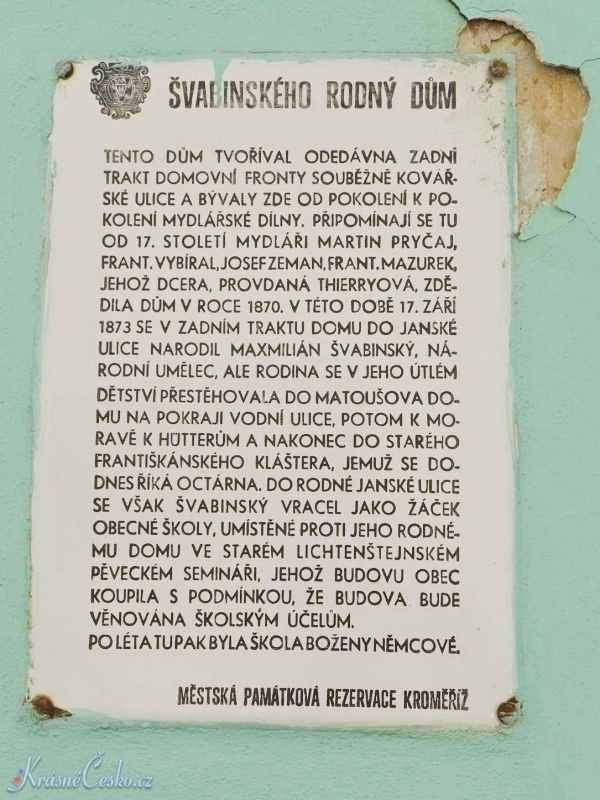 ŠVABINSKÉHO RODNÝ DŮM
TENTO DŮM TVOŘÍVAL ODEDÁVNA ZADNÍ
TRAKT DOMOVNÍ FRONTY SOUBĚŽNĚ KOVÁŘ-
SKÉ ULICE A BÝVALY ZDE OD POKOLENÍ K PO-
KOLENÍ MYDLÁŘSKÉ DÍLNY. PŘIPOMÍNAJÍ SE TU
OD 17. STOLETÍ MYDLÁŘI MARTIN PRYČAJ,
FRANT. VYBÍRAL, JOSEF ZEMAN, FRANT. MAZUREK,
JEHOŽ DCERA, PROVDANÁ THIERRYOVÁ, ZDĚ-
DILA DŮM V ROCE 1870. V TÉTO DOBĚ 17. ZÁŘÍ
1873 SE V ZADNÍM TRAKTU DOMU DO JANSKÉ
ULICE NARODIL MAXMILIÁN ŠVABINSKÝ, NÁ-
RODNÍ UMĚLEC, ALE RODINA SE V JEHO ÚTLÉM
DĚTSTVÍ PŘESTĚHOVALA DO MATOUŠOVA DO-
MU NA POKRAJI VODNÍ ULICE, POTOM K MO-
RAVĚ K HÜTTERŮM A NAKONEC DO STARÉHO
FRANTIŠKÁNSKÉHO KLÁŠTERA, JEMUŽ SE DO-
DNES ŘÍKÁ OCTÁRNA. DO RODNÉ JANSKÉ ULICE
SE VŠAK ŠVABINSKÝ VRACEL JAKO ŽÁČEK
OBECNÉ ŠKOLY, UMÍSTĚNÉ PROTI JEHO RODNÉ-
MU DOMU VE STARÉM LICHTENŠTEJNSKÉM
PĚVECKÉM SEMINÁŘI, JEHOŽ BUDOVU OBEC
KOUPILA S PODMÍNKOU, ŽE BUDOVA BUDE
VĚNOVÁNA ŠKOLSKÝM ÚČELŮM.
PO LÉTA TU PAK BYLA ŠKOLA BOŽENY NĚMCOVÉ.
MĚSTSKÁ PAMÁTKOVÁ REZERVACE KROMĚŘÍŽ
KrásnéČesko.cz